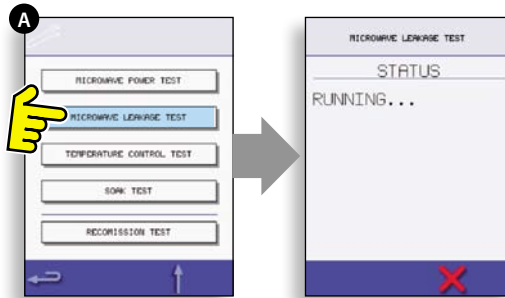 A
MICROWAVE POWER TEST
MICROWAVE LEAKAGE TEST
TEMPERATURE CONTROL TEST
SOAK TEST
RECOMISSION TEST
MICROWAVE LEAKAGE TEST
STATUS
RUNNING...